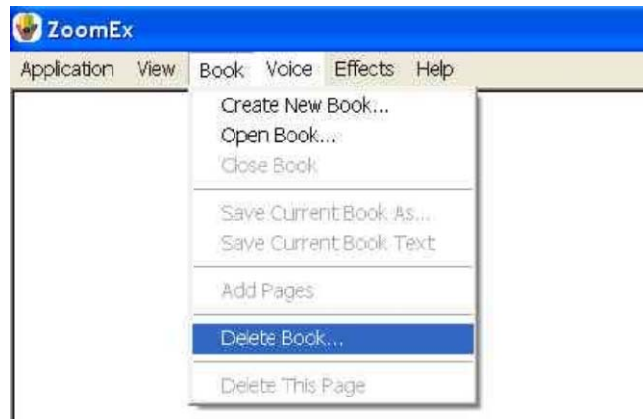 ZoomEx
Application View Book Voice Effects Help
Create New Book...
Open Book...
Close Book
Save Current Book As...
Save Current Book Text
Add Pages
Delete Book...
Delete This Page